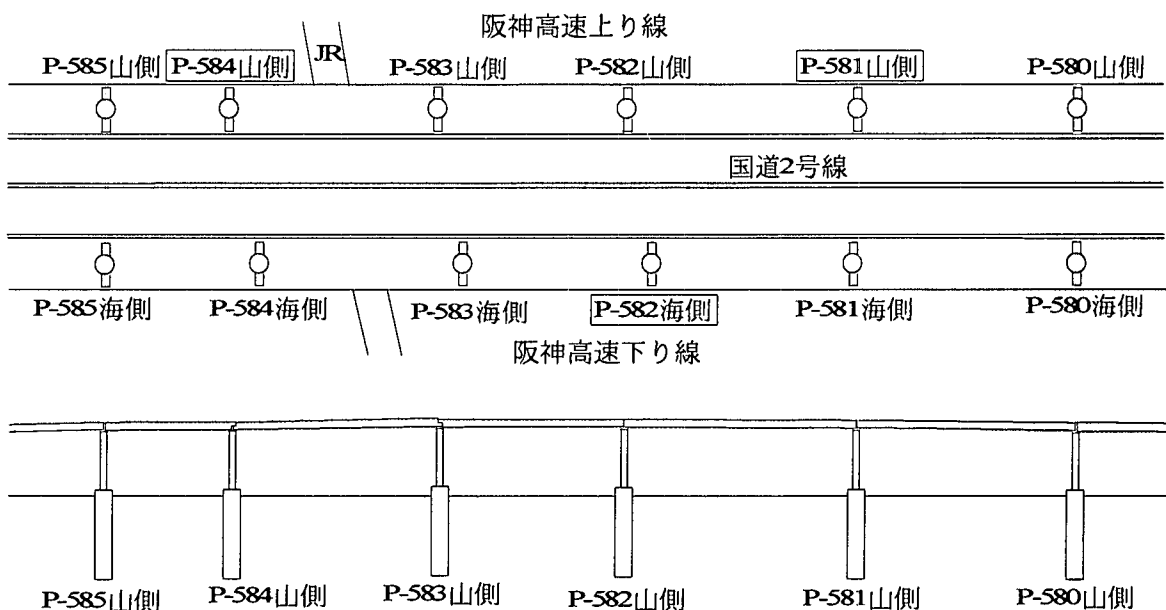 阪神高速上り線
JR
P-585山側 P-584山側 P-583山側 P-582山側 P-581山側 P-580山側
国道2号線
P-585海側 P-584海側 P-583海側 P-582海側 P-581海側 P-580海側
阪神高速下り線
P-585山側 P-584山側 P-583山側 P-582山側 P-581山側 P-580山側